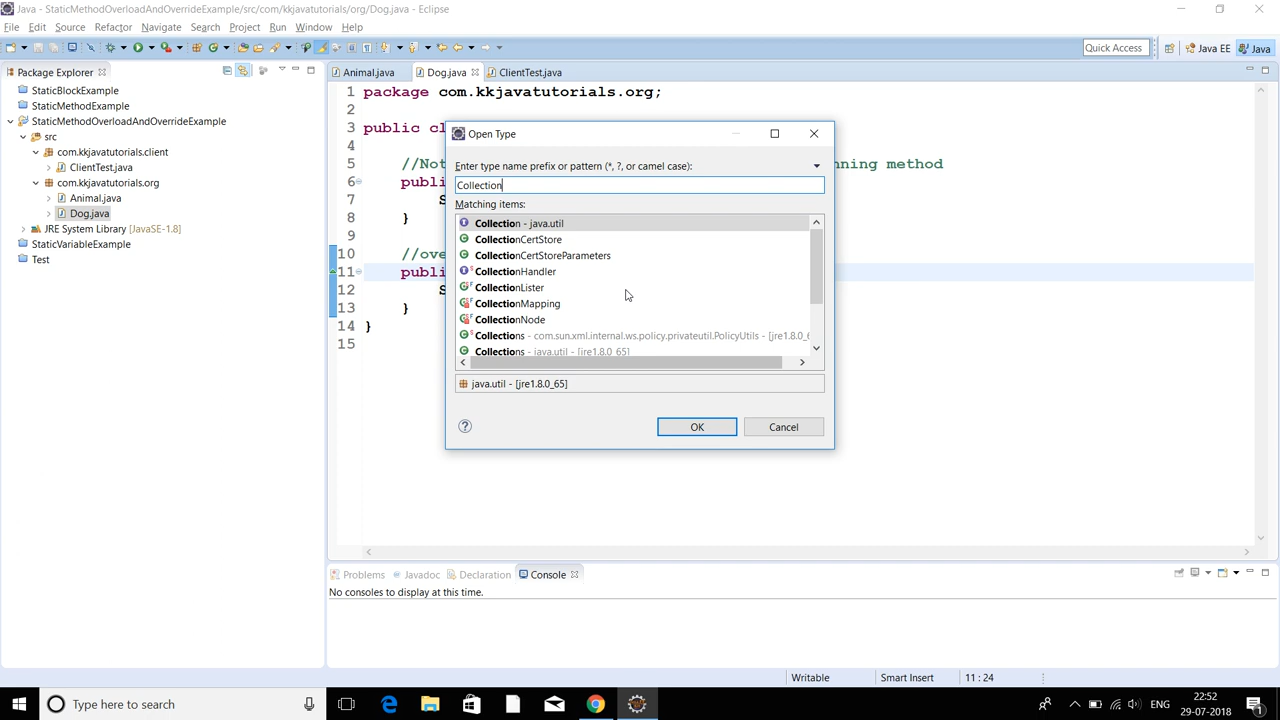 Java - StaticMethodOverloadAndOverrideExample/src/com/kkjavatutorials/org/Dog.java - Eclipse
File Edit Source Refactor Navigate Search Project Run Window Help
Quick Access Java EE Java
Package Explorer
StaticBlockExample
StaticMethodExample
StaticMethodOverloadAndOverrideExample
src
com.kkjavatutorials.client
ClientTest.java
com.kkjavatutorials.org
Animal.java
Dog.java
JRE System Library [JavaSE-1.8]
StaticVariableExample
Test
Animal.java Dog.java ClientTest.java
1 package com.kkjavatutorials.org;
2
3 public cl
4
5 //Not nning method
6 publi
7 S
8 }
9
10 //ove
11 publi
12 S
13 }
14 }
15
Open Type
Enter type name prefix or pattern (*, ?, or camel case):
Collection
Matching items:
Collection - java.util
CollectionCertStore
CollectionCertStoreParameters
CollectionHandler
CollectionLister
CollectionMapping
CollectionNode
Collections - com.sun.xml.internal.ws.policy.privateutil.PolicyUtils - [jre1.8.0_6
Collections - java.util - [jre1.8.0_65]
java.util - [jre1.8.0_65]
OK Cancel
Problems Javadoc Declaration Console
No consoles to display at this time.
Writable Smart Insert 11 : 24
Type here to search
ENG
22:52
29-07-2018
1